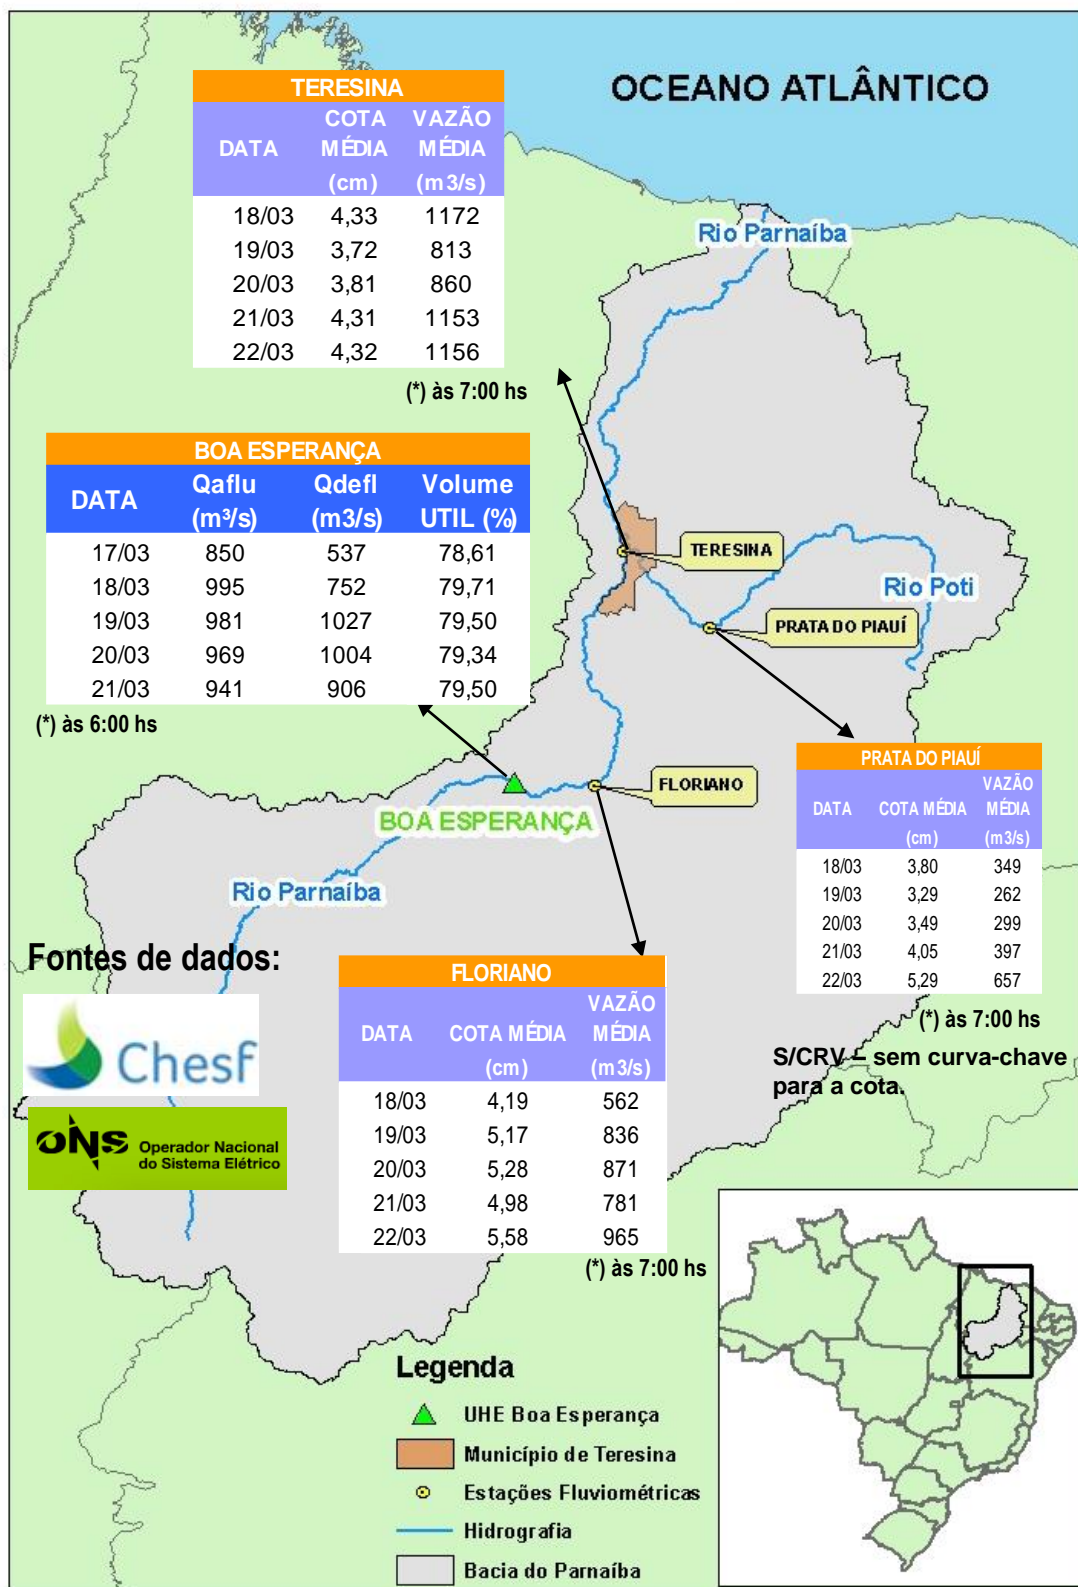 OCEANO ATLÂNTICO
TERESINA
DATA COTA MÉDIA (cm) VAZÃO MÉDIA (m3/s)
18/03 4,33 1172
19/03 3,72 813
20/03 3,81 860
21/03 4,31 1153
22/03 4,32 1156
(*) às 7:00 hs
Rio Parnaíba
BOA ESPERANÇA
DATA Qaflu (m³/s) Qdefl (m3/s) Volume UTIL (%)
17/03 850 537 78,61
18/03 995 752 79,71
19/03 981 1027 79,50
20/03 969 1004 79,34
21/03 941 906 79,50
(*) às 6:00 hs
TERESINA
Rio Poti
PRATA DO PIAUÍ
FLORIANO
BOA ESPERANÇA
Rio Parnaíba
PRATA DO PIAUÍ
DATA COTA MÉDIA (cm) VAZÃO MÉDIA (m3/s)
18/03 3,80 349
19/03 3,29 262
20/03 3,49 299
21/03 4,05 397
22/03 5,29 657
(*) às 7:00 hs
S/CRV – sem curva-chave
para a cota.
Fontes de dados:
Chesf
ONS Operador Nacional
do Sistema Elétrico
FLORIANO
DATA COTA MÉDIA (cm) VAZÃO MÉDIA (m3/s)
18/03 4,19 562
19/03 5,17 836
20/03 5,28 871
21/03 4,98 781
22/03 5,58 965
(*) às 7:00 hs
Legenda
UHE Boa Esperança
Município de Teresina
Estações Fluviométricas
Hidrografia
Bacia do Parnaíba